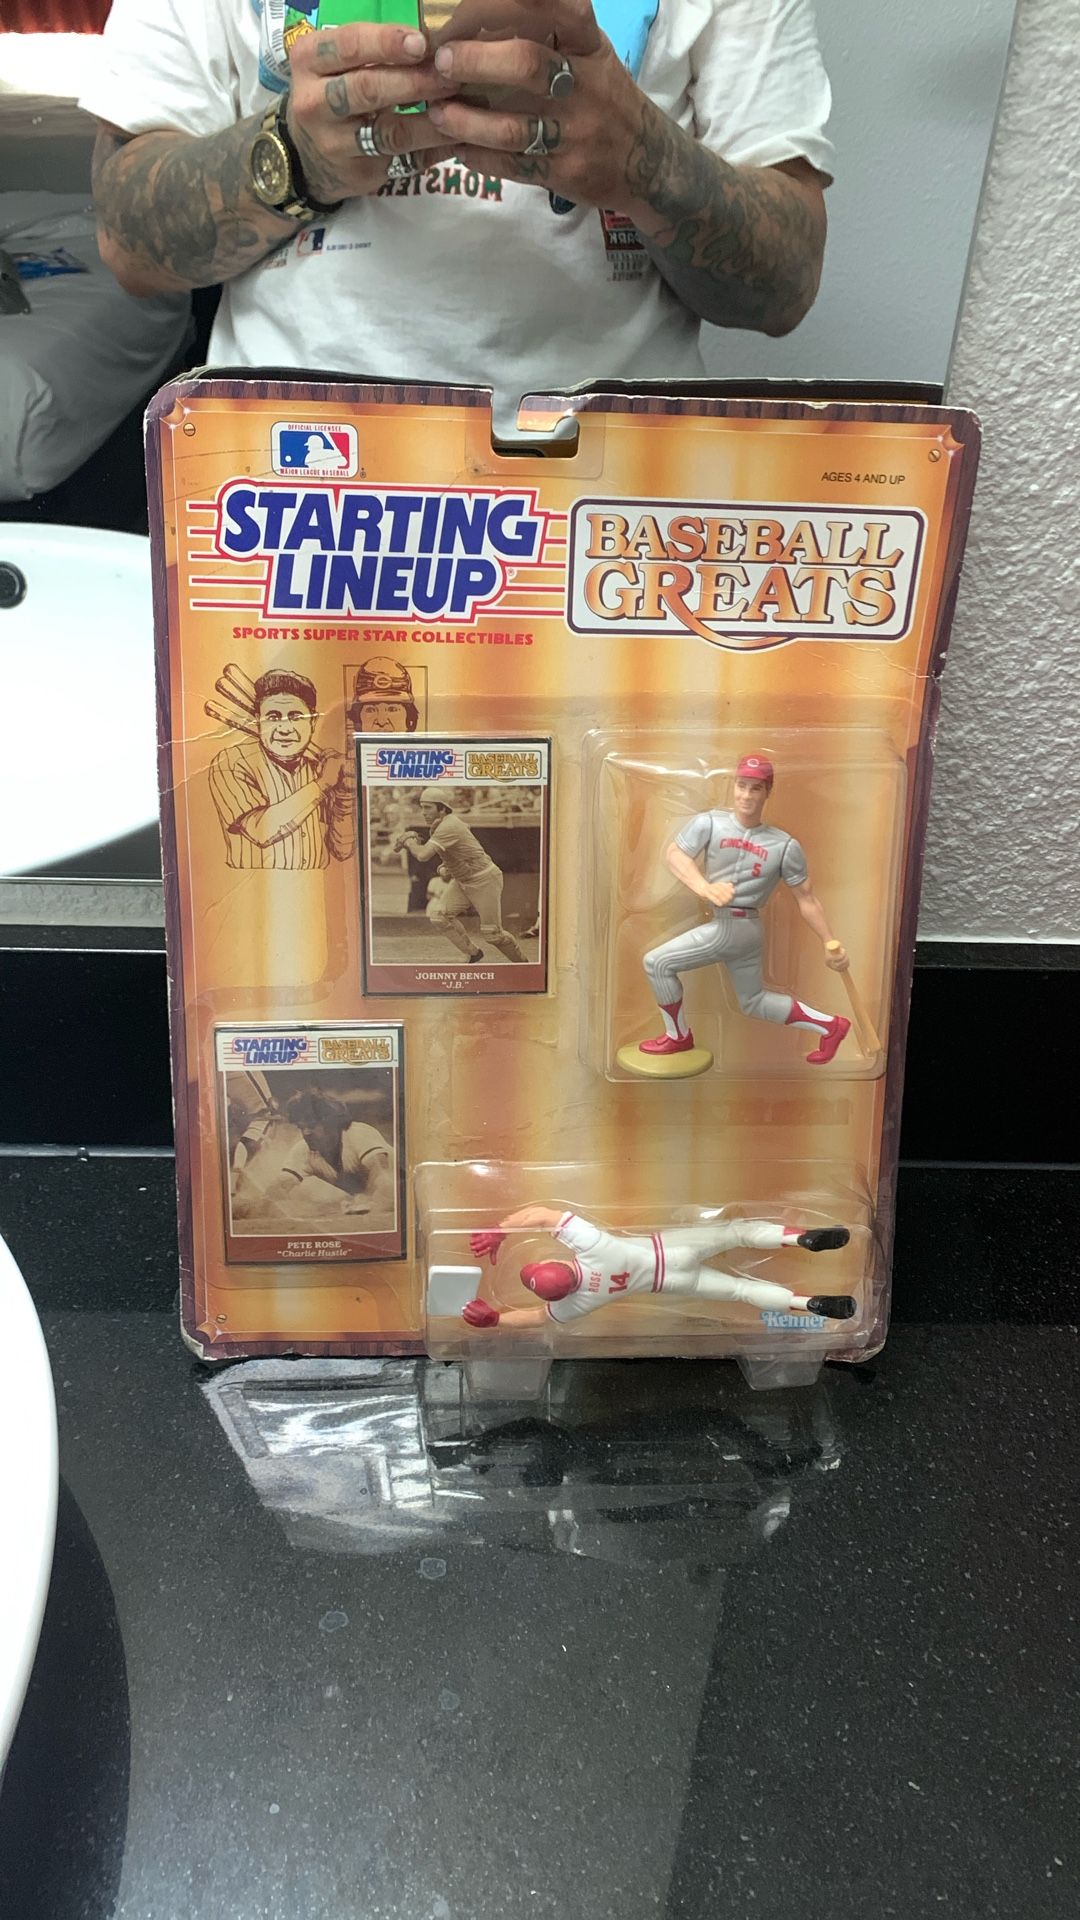 MONSTER
PARK
OFFICIAL LICENSEE
MAJOR LEAGUE BASEBALL
AGES 4 AND UP
STARTING
LINEUP
BASEBALL
GREATS
SPORTS SUPER STAR COLLECTIBLES
STARTING
LINEUP
BASEBALL
GREATS
JOHNNY BENCH
"J.B."
CINCINNATI
5
STARTING
LINEUP
BASEBALL
GREATS
PETE ROSE
"Charlie Hustle"
ROSE
14
Kenner